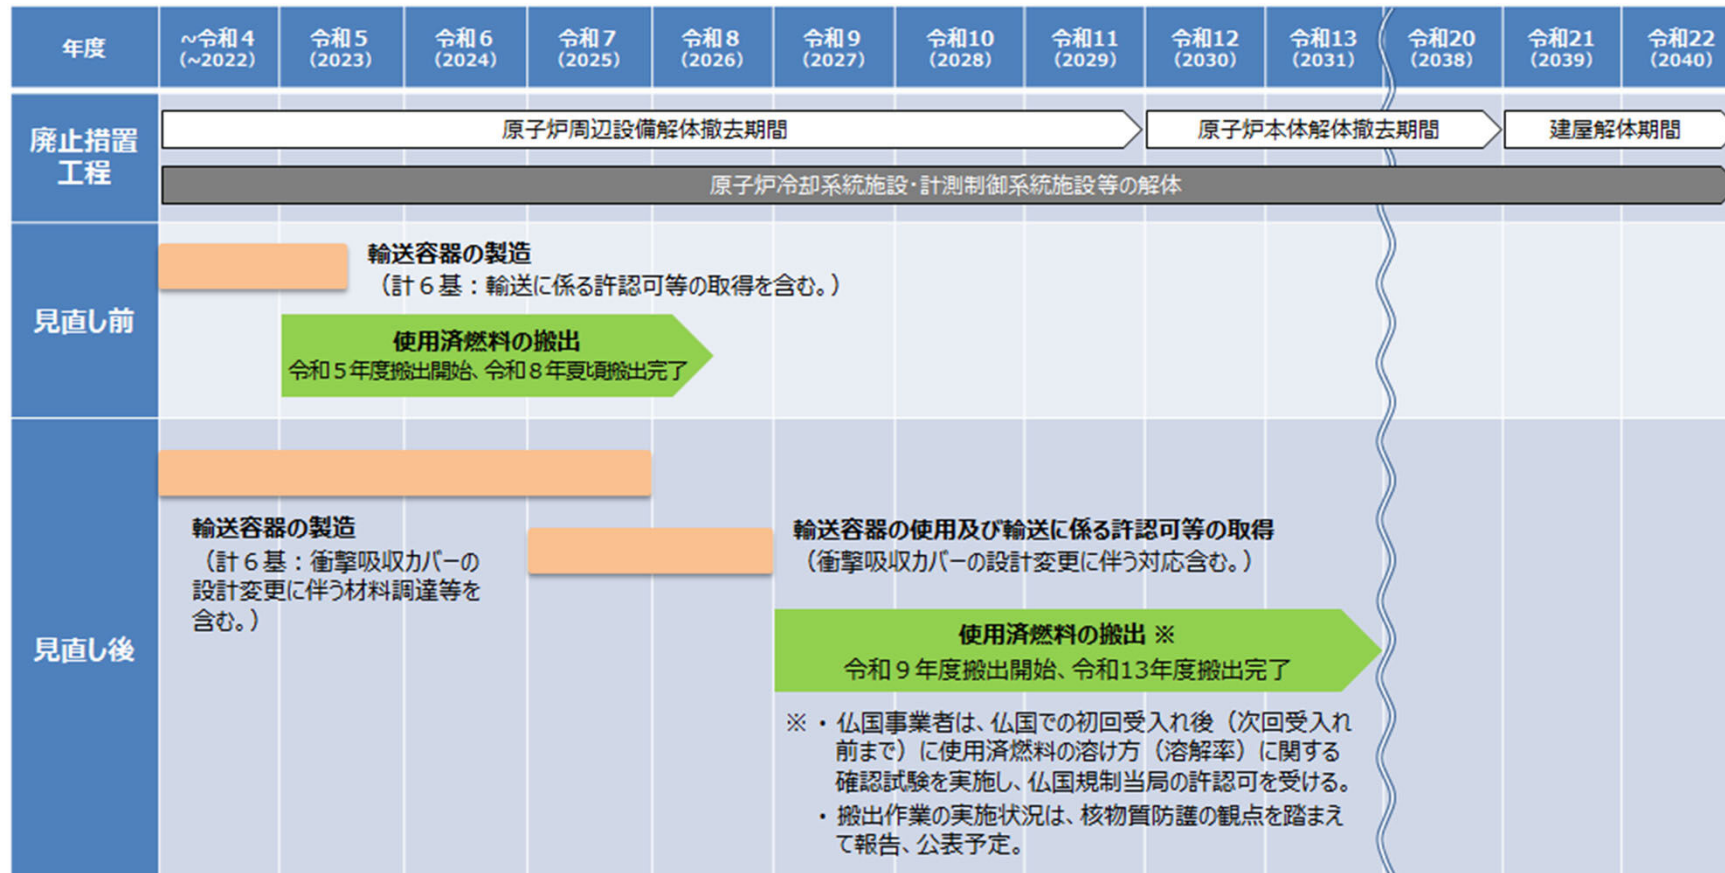 年度
~令和4
(~2022)
令和5
(2023)
令和6
(2024)
令和7
(2025)
令和8
(2026)
令和9
(2027)
令和10
(2028)
令和11
(2029)
令和12
(2030)
令和13
(2031)
令和20
(2038)
令和21
(2039)
令和22
(2040)
廃止措置
工程
原子炉周辺設備解体撤去期間
原子炉本体解体撤去期間
建屋解体期間
原子炉冷却系統施設・計測制御系統施設等の解体
見直し前
輸送容器の製造
（計６基：輸送に係る許認可等の取得を含む。）
使用済燃料の搬出
令和５年度搬出開始、令和８年夏頃搬出完了
見直し後
輸送容器の製造
（計６基：衝撃吸収カバーの
設計変更に伴う材料調達等を
含む。）
輸送容器の使用及び輸送に係る許認可等の取得
（衝撃吸収カバーの設計変更に伴う対応含む。）
使用済燃料の搬出 ※
令和９年度搬出開始、令和13年度搬出完了
※・仏国事業者は、仏国での初回受入れ後（次回受入れ
前まで）に使用済燃料の溶け方（溶解率）に関する
確認試験を実施し、仏国規制当局の許認可を受ける。
・搬出作業の実施状況は、核物質防護の観点を踏まえ
て報告、公表予定。